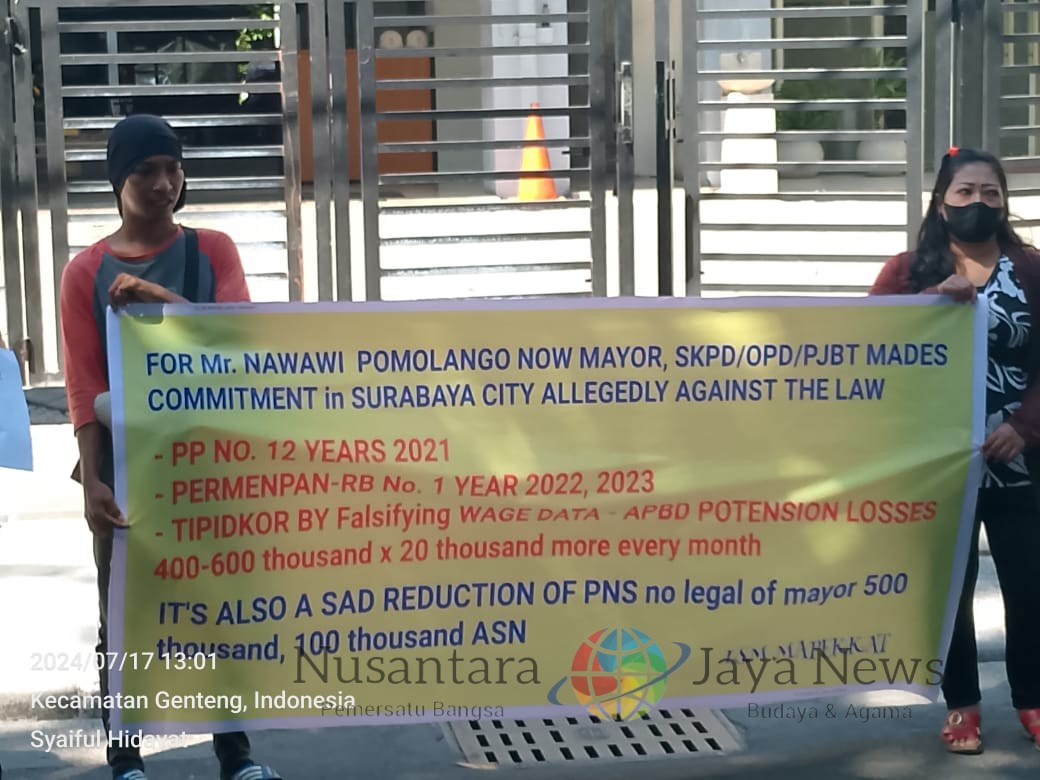 FOR Mr. NAWAWI POMOLANGO NOW MAYOR, SKPD/OPD/PJBT MADES
COMMITMENT in SURABAYA CITY ALLEGEDLY AGAINST THE LAW
- PP NO. 12 YEARS 2021
- PERMENPAN-RB No. 1 YEAR 2022, 2023
- TIPIDKOR BY Falsifying WAGE DATA - APBD POTENSION LOSSES
400-600 thousand x 20 thousand more every month
IT'S ALSO A SAD REDUCTION OF PNS no legal of mayor 500
thousand, 100 thousand ASN
Nusantara Jaya News
Pemersatu Bangsa Budaya & Agama
2024/07/17 13:01
Kecamatan Genteng, Indonesia
Syaiful Hidayat